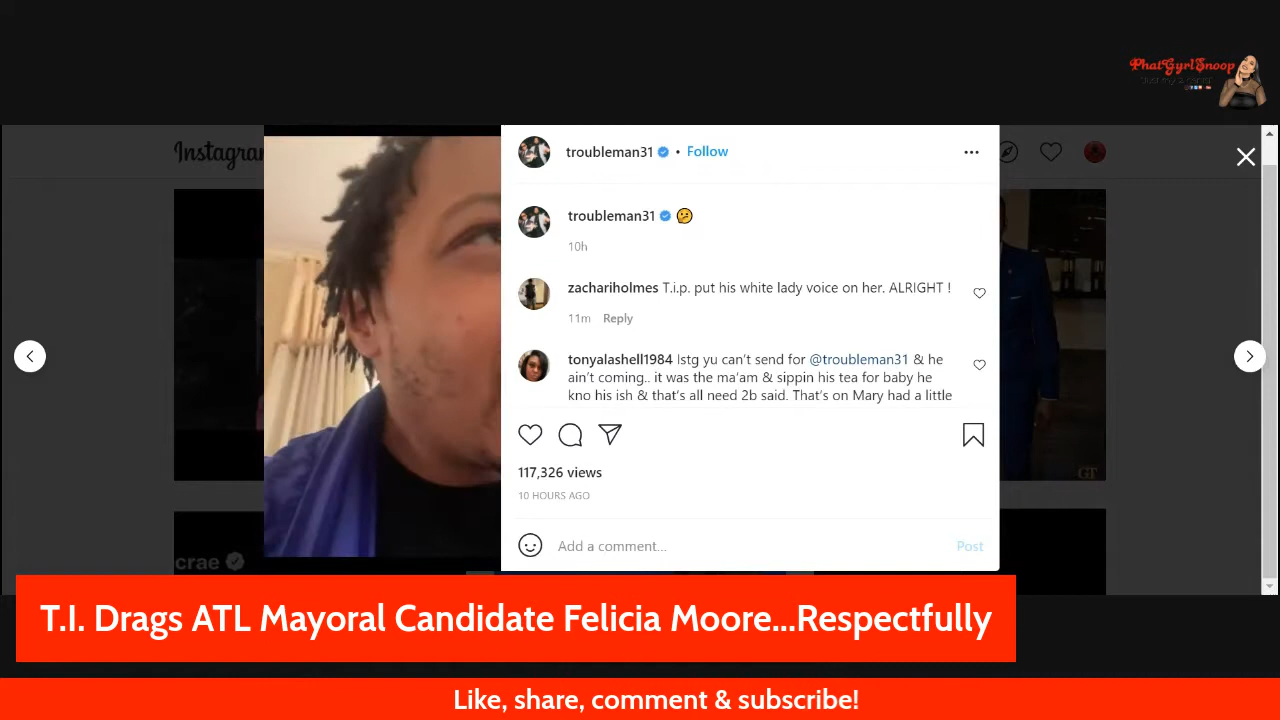 PhatGyrlSnoop
Instagram
troubleman31 • Follow
troubleman31
10h
zachariholmes T.i.p. put his white lady voice on her. ALRIGHT !
11m Reply
tonyalashell1984 Istg yu can't send for @troubleman31 & he
ain't coming.. it was the ma'am & sippin his tea for baby he
kno his ish & that's all need 2b said. That's on Mary had a little
117,326 views
10 HOURS AGO
Add a comment... Post
GT
crae
T.I. Drags ATL Mayoral Candidate Felicia Moore...Respectfully
Like, share, comment & subscribe!